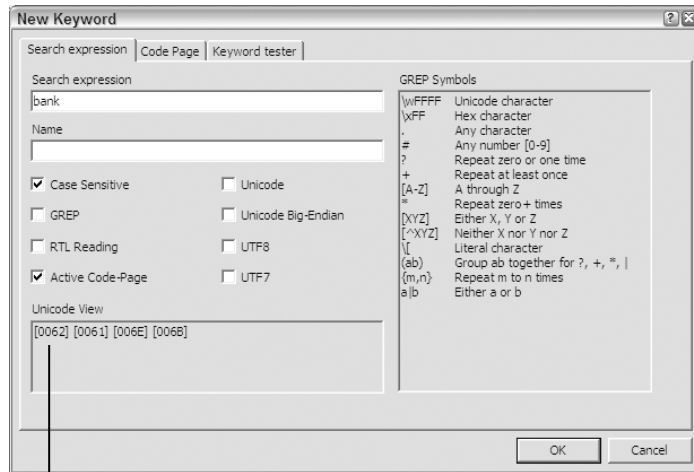 New Keyword
Search expression Code Page Keyword tester
Search expression
bank
Name
Case Sensitive Unicode
GREP Unicode Big-Endian
RTL Reading UTF8
Active Code-Page UTF7
Unicode View
[0062] [0061] [006E] [006B]
GREP Symbols
\wFFFF Unicode character
\xFF Hex character
. Any character
# Any number [0-9]
? Repeat zero or one time
+ Repeat at least once
[A-Z] A through Z
* Repeat zero+ times
[XYZ] Either X, Y or Z
[^XYZ] Neither X nor Y nor Z
\[ Literal character
(ab) Group ab together for ?, +, *, |
{m,n} Repeat m to n times
a|b Either a or b
OK Cancel